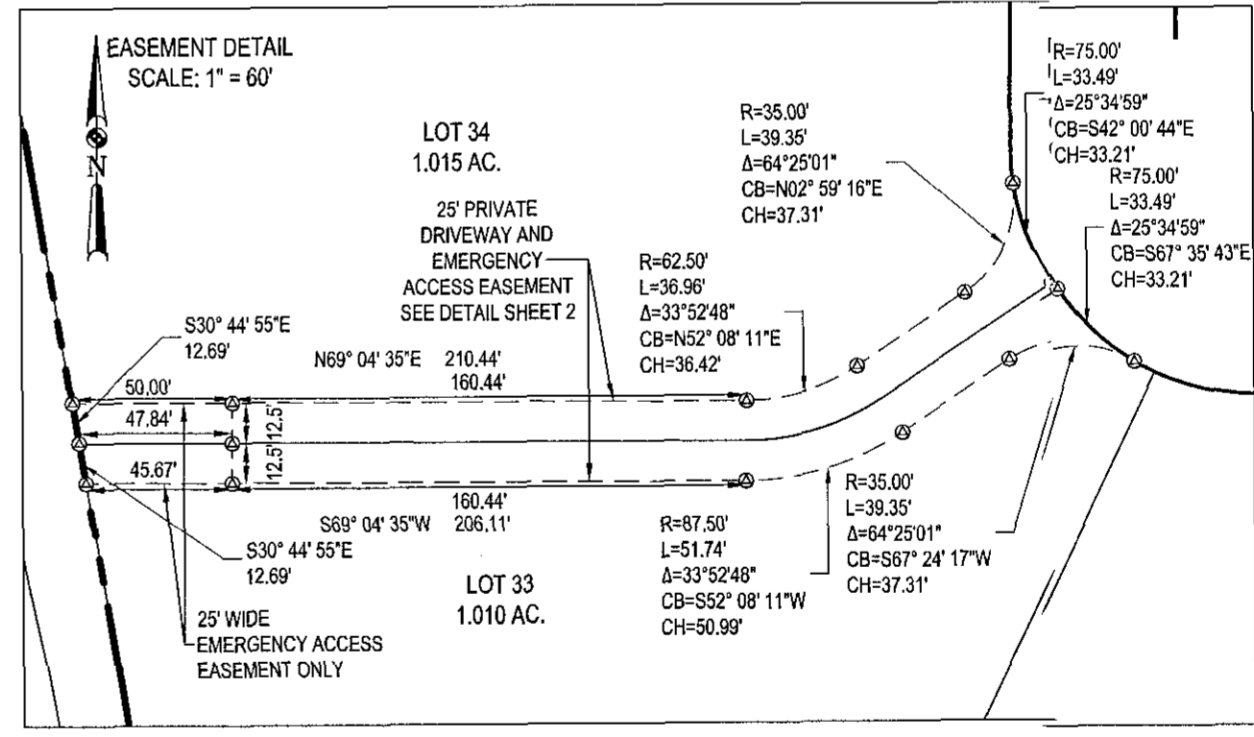 EASEMENT DETAIL
SCALE: 1" = 60'
N
LOT 34
1.015 AC.
25' PRIVATE
DRIVEWAY AND
EMERGENCY
ACCESS EASEMENT
SEE DETAIL SHEET 2
R=35.00'
L=39.35'
Δ=64°25'01"
CB=N02° 59' 16"E
CH=37.31'
R=75.00'
L=33.49'
Δ=25°34'59"
CB=S42° 00' 44"E
CH=33.21'
R=75.00'
L=33.49'
Δ=25°34'59"
CB=S67° 35' 43"E
CH=33.21'
R=62.50'
L=36.96'
Δ=33°52'48"
CB=N52° 08' 11"E
CH=36.42'
S30° 44' 55"E
12.69'
N69° 04' 35"E 210.44'
50.00'
160.44'
47.84'
12.5'
12.5'
45.67'
160.44'
S69° 04' 35"W 206.11'
S30° 44' 55"E
12.69'
LOT 33
1.010 AC.
25' WIDE
EMERGENCY ACCESS
EASEMENT ONLY
R=87.50'
L=51.74'
Δ=33°52'48"
CB=S52° 08' 11"W
CH=50.99'
R=35.00'
L=39.35'
Δ=64°25'01"
CB=S67° 24' 17"W
CH=37.31'